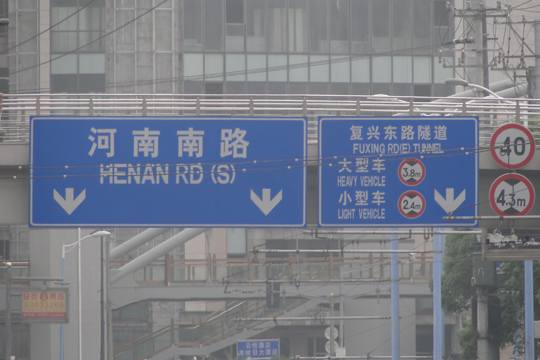 河南南路
HENAN RD (S)
复兴东路隧道
FUXING RD(E) TUNNEL
大型车
HEAVY VEHICLE
3.8m
小型车
LIGHT VEHICLE
2.4m
40
4.3m